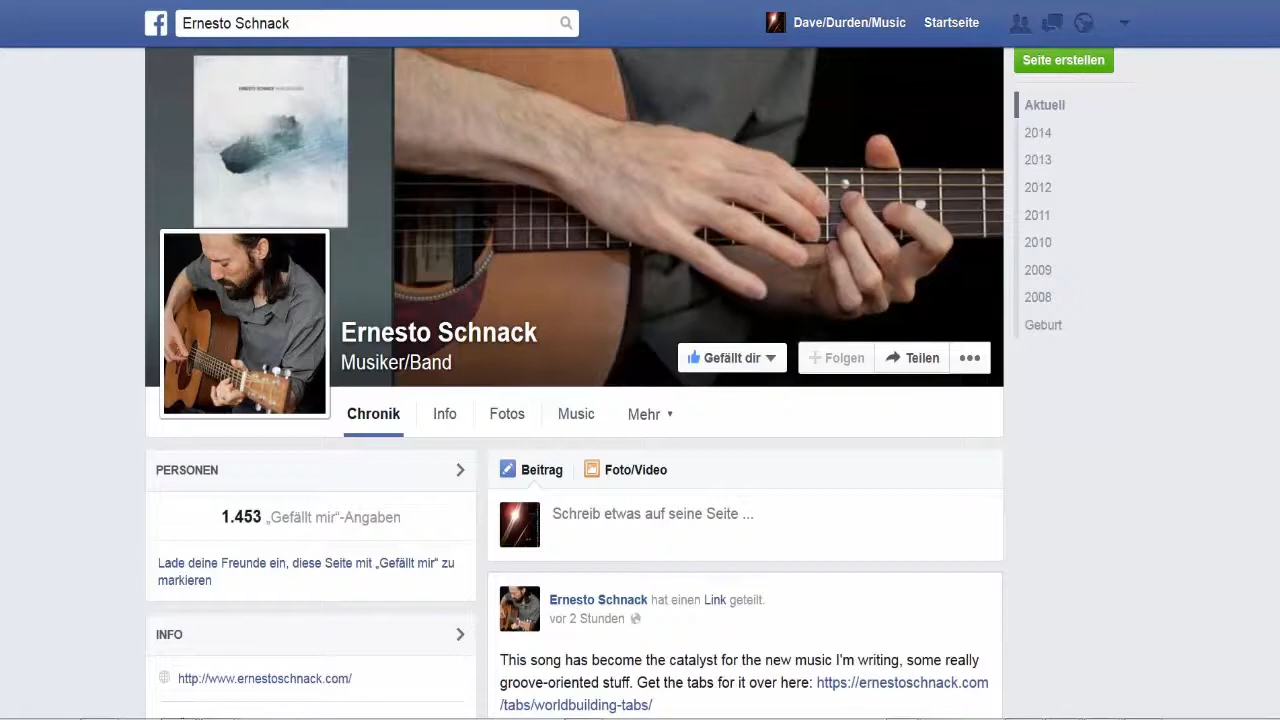 Ernesto Schnack
Dave/Durden/Music
Startseite
Seite erstellen
Aktuell
2014
2013
2012
2011
2010
2009
2008
Geburt
ERNESTO SCHNACK
Ernesto Schnack
Musiker/Band
Gefällt dir
Folgen
Teilen
Chronik
Info
Fotos
Music
Mehr
PERSONEN
1.453 „Gefällt mir“-Angaben
Lade deine Freunde ein, diese Seite mit „Gefällt mir“ zu
markieren
INFO
http://www.ernestoschnack.com/
Beitrag
Foto/Video
Schreib etwas auf seine Seite ...
Ernesto Schnack hat einen Link geteilt.
vor 2 Stunden
This song has become the catalyst for the new music I'm writing, some really
groove-oriented stuff. Get the tabs for it over here: https://ernestoschnack.com
/tabs/worldbuilding-tabs/